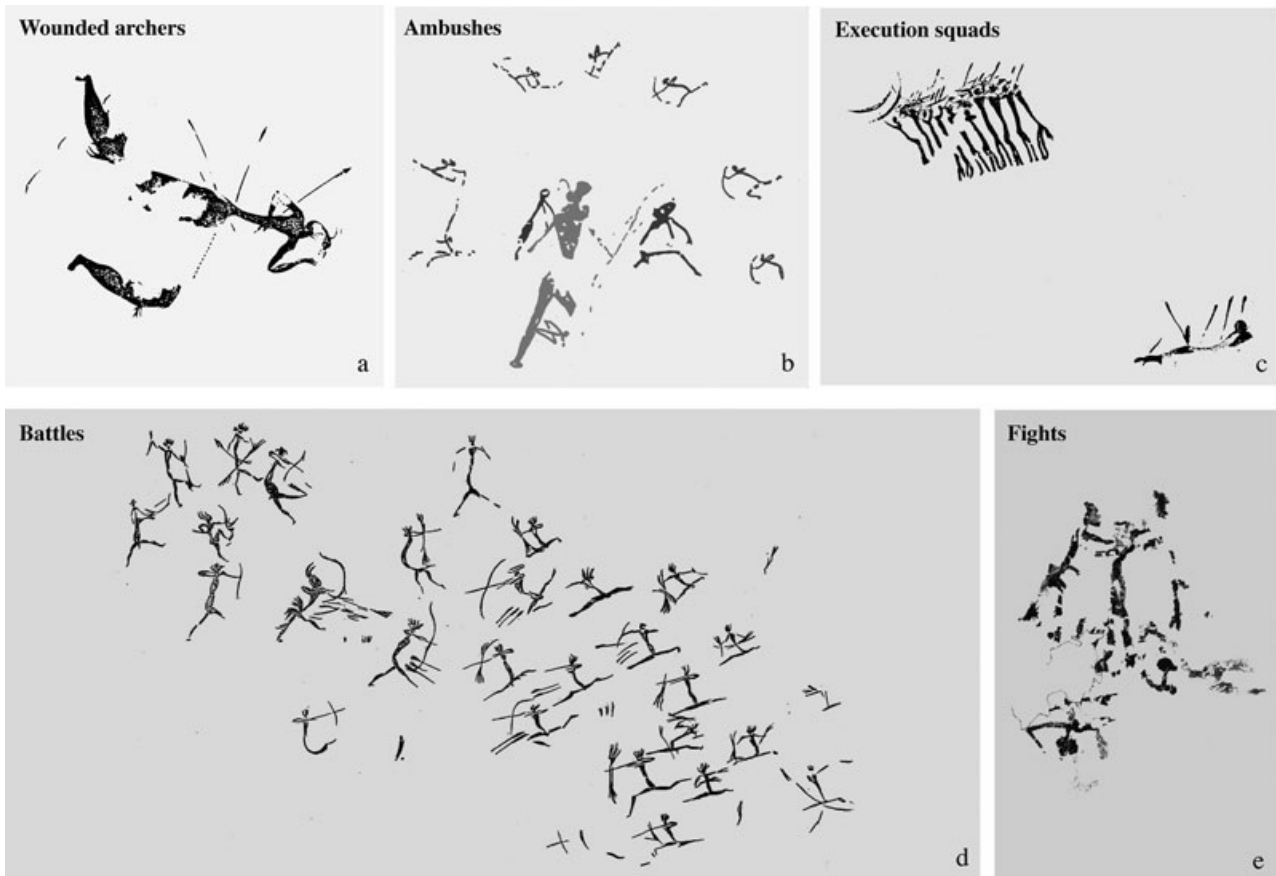 Wounded archers
Ambushes
Execution squads
a
b
c
Battles
Fights
d
e